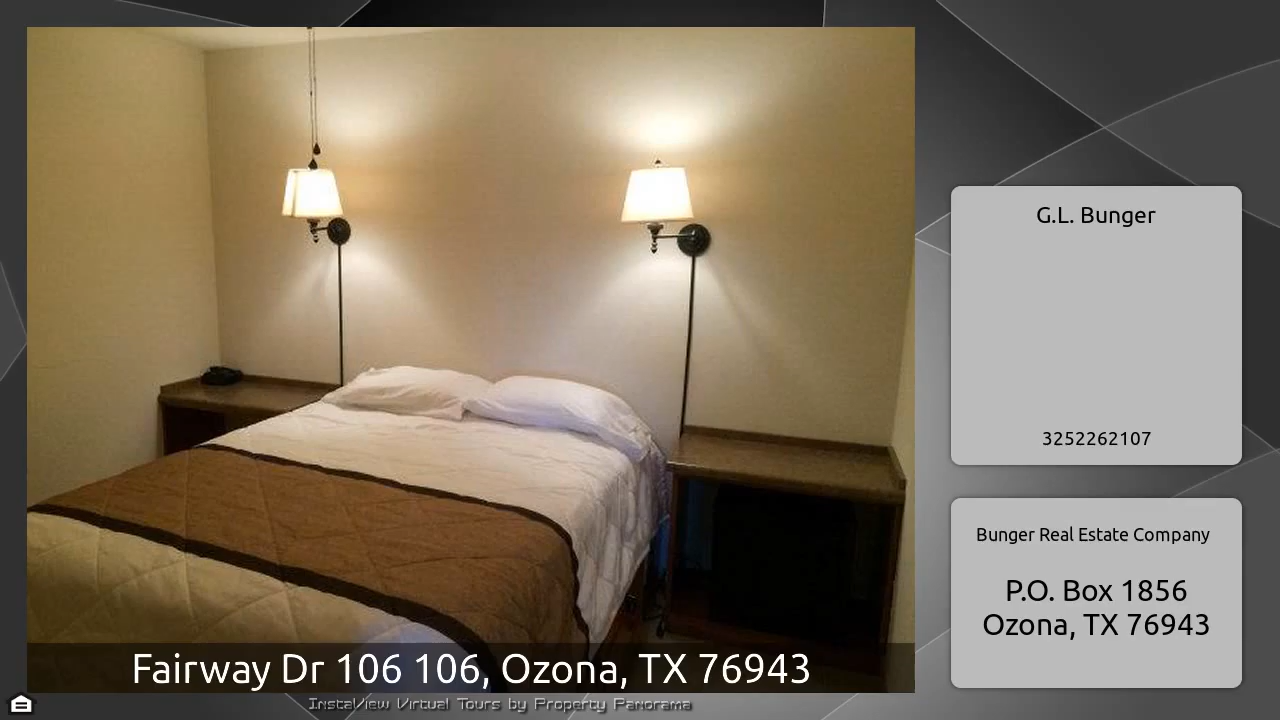 G.L. Bunger
3252262107
Bunger Real Estate Company
P.O. Box 1856
Ozona, TX 76943
Fairway Dr 106 106, Ozona, TX 76943
InstaView Virtual Tours by Property Panorama